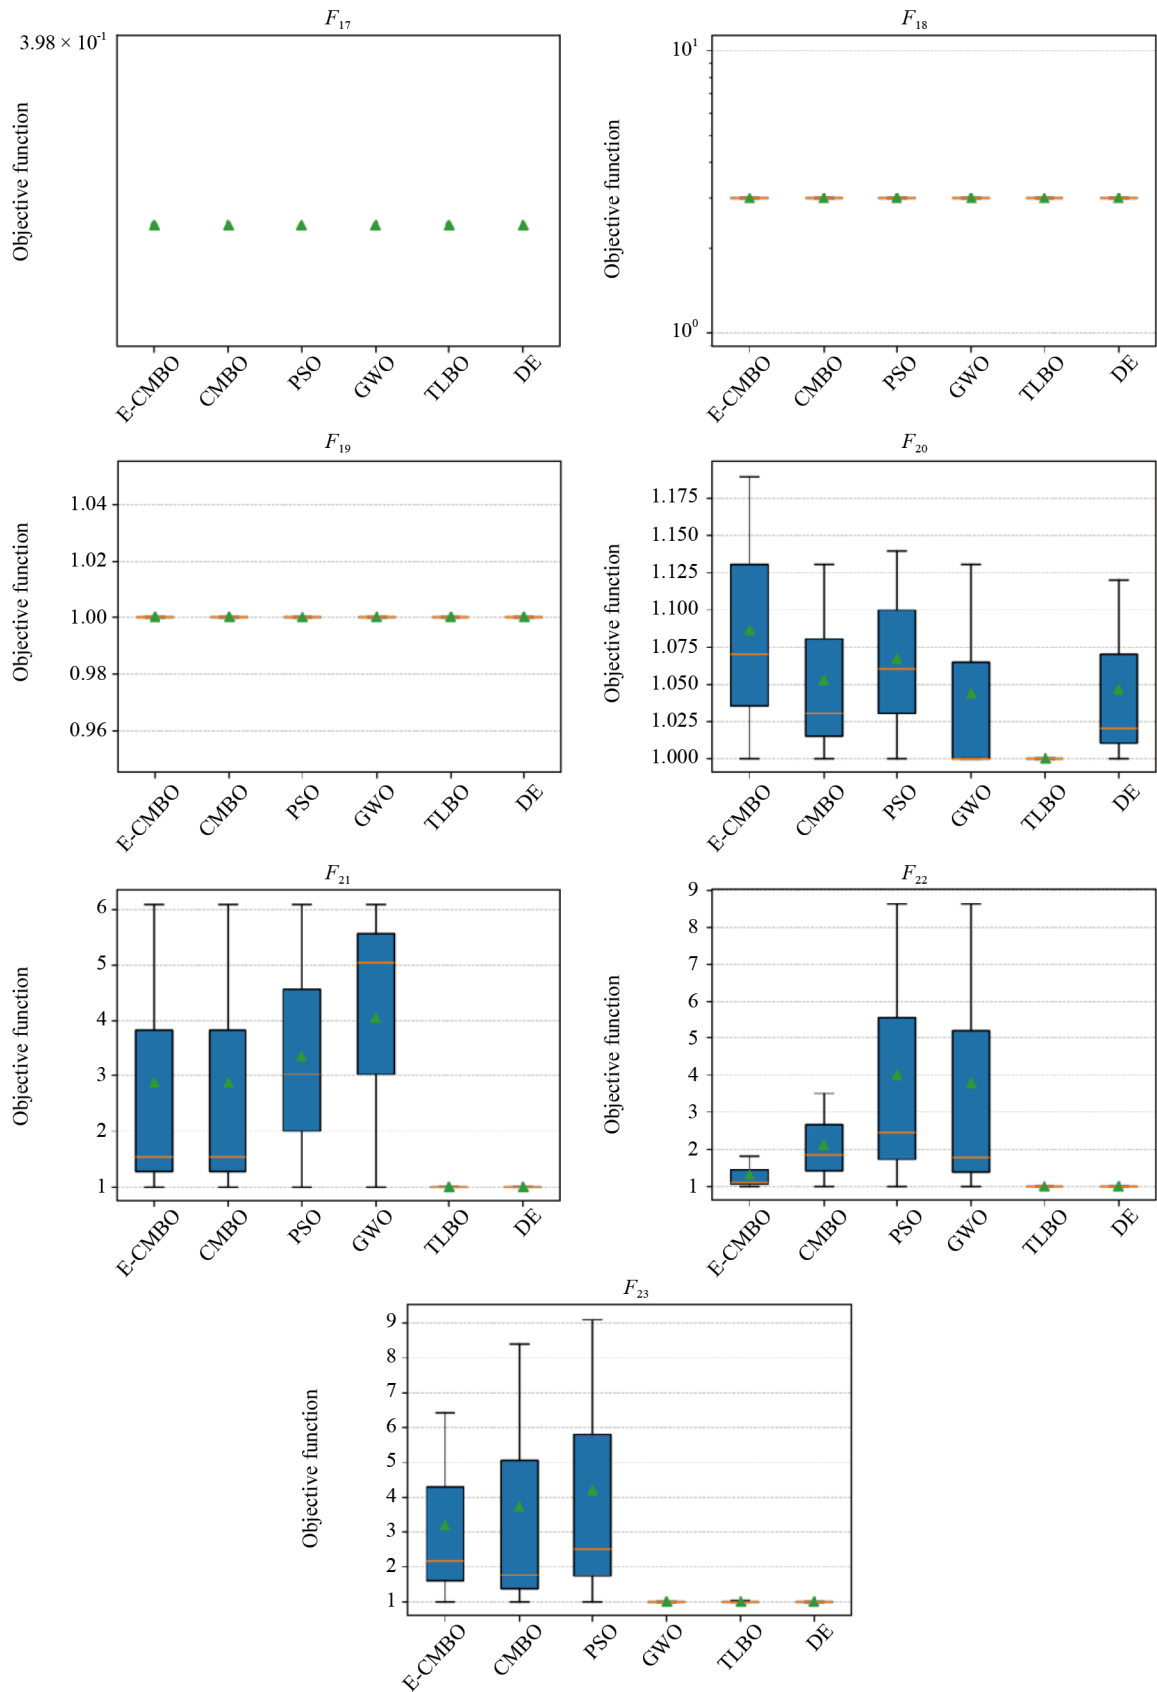 F17
3.98 × 10-1
Objective function
E-CMBO CMBO PSO GWO TLBO DE
F18
10¹
10⁰
Objective function
E-CMBO CMBO PSO GWO TLBO DE
F19
1.04
1.02
1.00
0.98
0.96
Objective function
E-CMBO CMBO PSO GWO TLBO DE
F20
1.175
1.150
1.125
1.100
1.075
1.050
1.025
1.000
Objective function
E-CMBO CMBO PSO GWO TLBO DE
F21
6
5
4
3
2
1
Objective function
E-CMBO CMBO PSO GWO TLBO DE
F22
9
8
7
6
5
4
3
2
1
Objective function
E-CMBO CMBO PSO GWO TLBO DE
F23
9
8
7
6
5
4
3
2
1
Objective function
E-CMBO CMBO PSO GWO TLBO DE